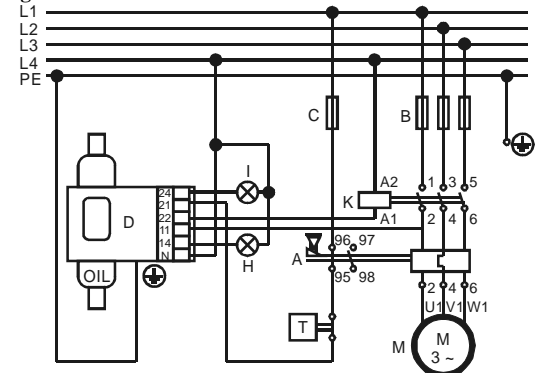 L1
L2
L3
L4
PE
C
B
I
A2
1 3 5
24
21
22
11
14
N
D
K
A1
2 4 6
H
A
96 97
95 98
OIL
2 4 6
U1 V1 W1
T
M
M
3 ~